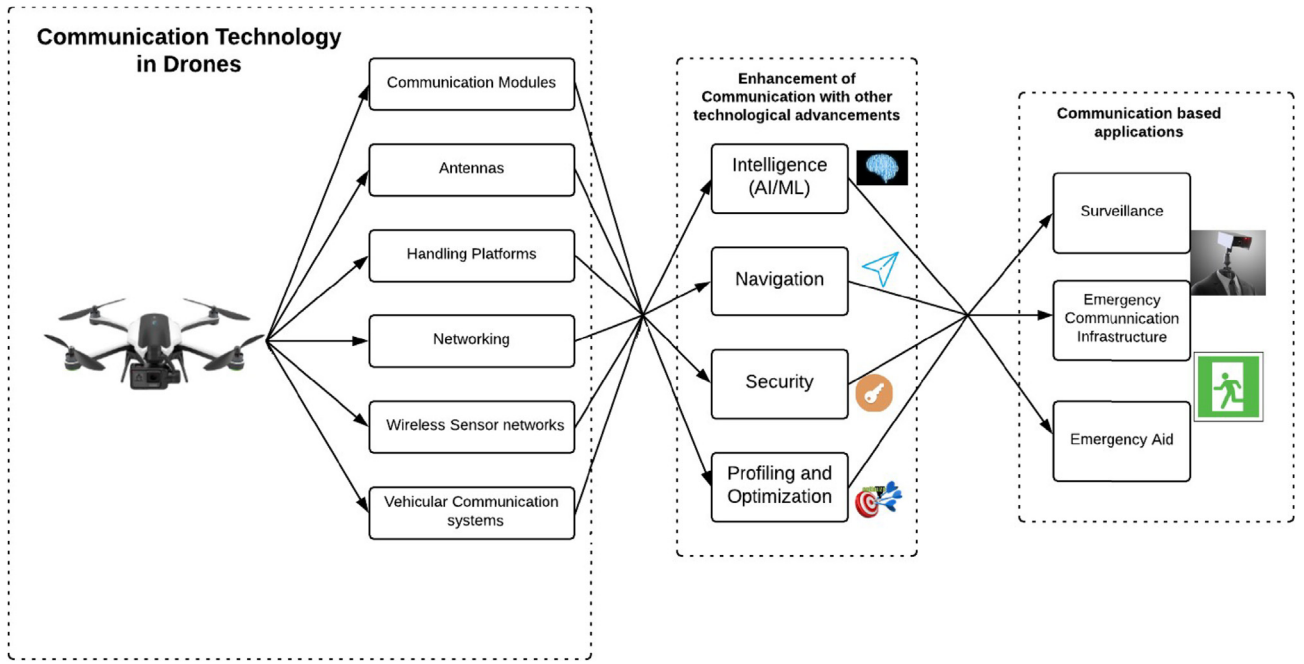 Communication Technology
in Drones
Communication Modules
Antennas
Handling Platforms
Networking
Wireless Sensor networks
Vehicular Communication
systems
Enhancement of
Communication with other
technological advancements
Intelligence
(AI/ML)
Navigation
Security
Profiling and
Optimization
Communication based
applications
Surveillance
Emergency
Communnication
Infrastructure
Emergency Aid